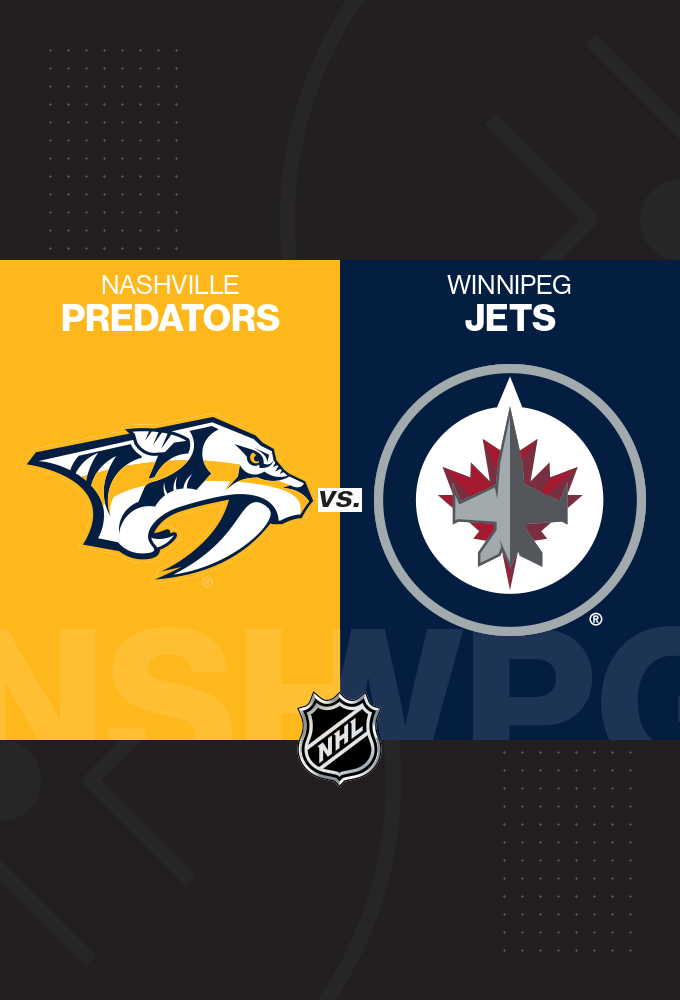 NASHVILLE
PREDATORS
WINNIPEG
JETS
vs.
®
®
NSH
WPG
NHL